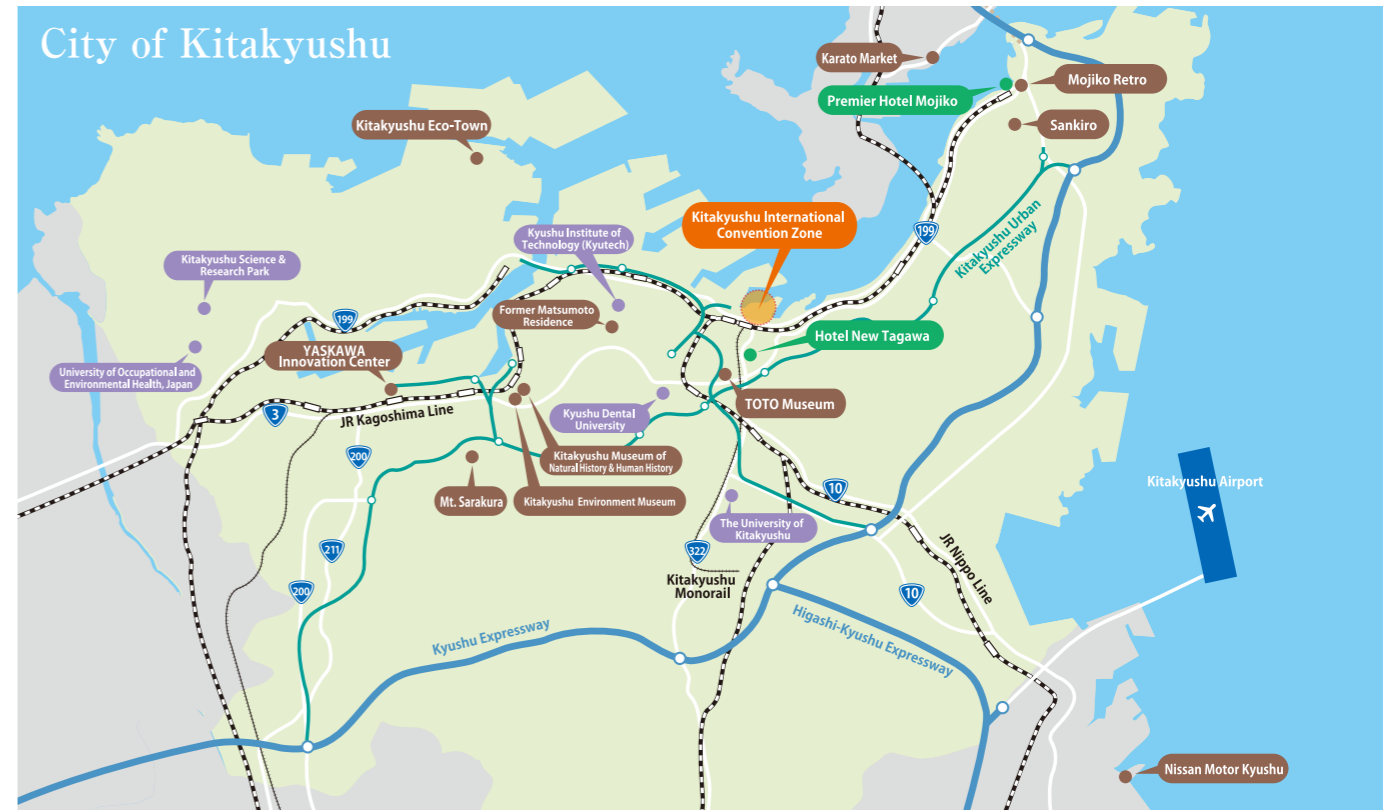 City of Kitakyushu
Karato Market
Mojiko Retro
Premier Hotel Mojiko
Sankiro
Kitakyushu Eco-Town
Kitakyushu International
Convention Zone
Kyushu Institute of
Technology (Kyutech)
199
Kitakyushu Urban
Expressway
Kitakyushu Science &
Research Park
Former Matsumoto
Residence
199
Hotel New Tagawa
YASKAWA
Innovation Center
University of Occupational and
Environmental Health, Japan
TOTO Museum
3
JR Kagoshima Line
Kyushu Dental
University
200
Kitakyushu Museum of
Natural History & Human History
Mt. Sarakura
Kitakyushu Environment Museum
10
Kitakyushu Airport
The University of
Kitakyushu
211
322
JR Nippo Line
Kitakyushu
Monorail
200
10
Kyushu Expressway
Higashi-Kyushu Expressway
Nissan Motor Kyushu